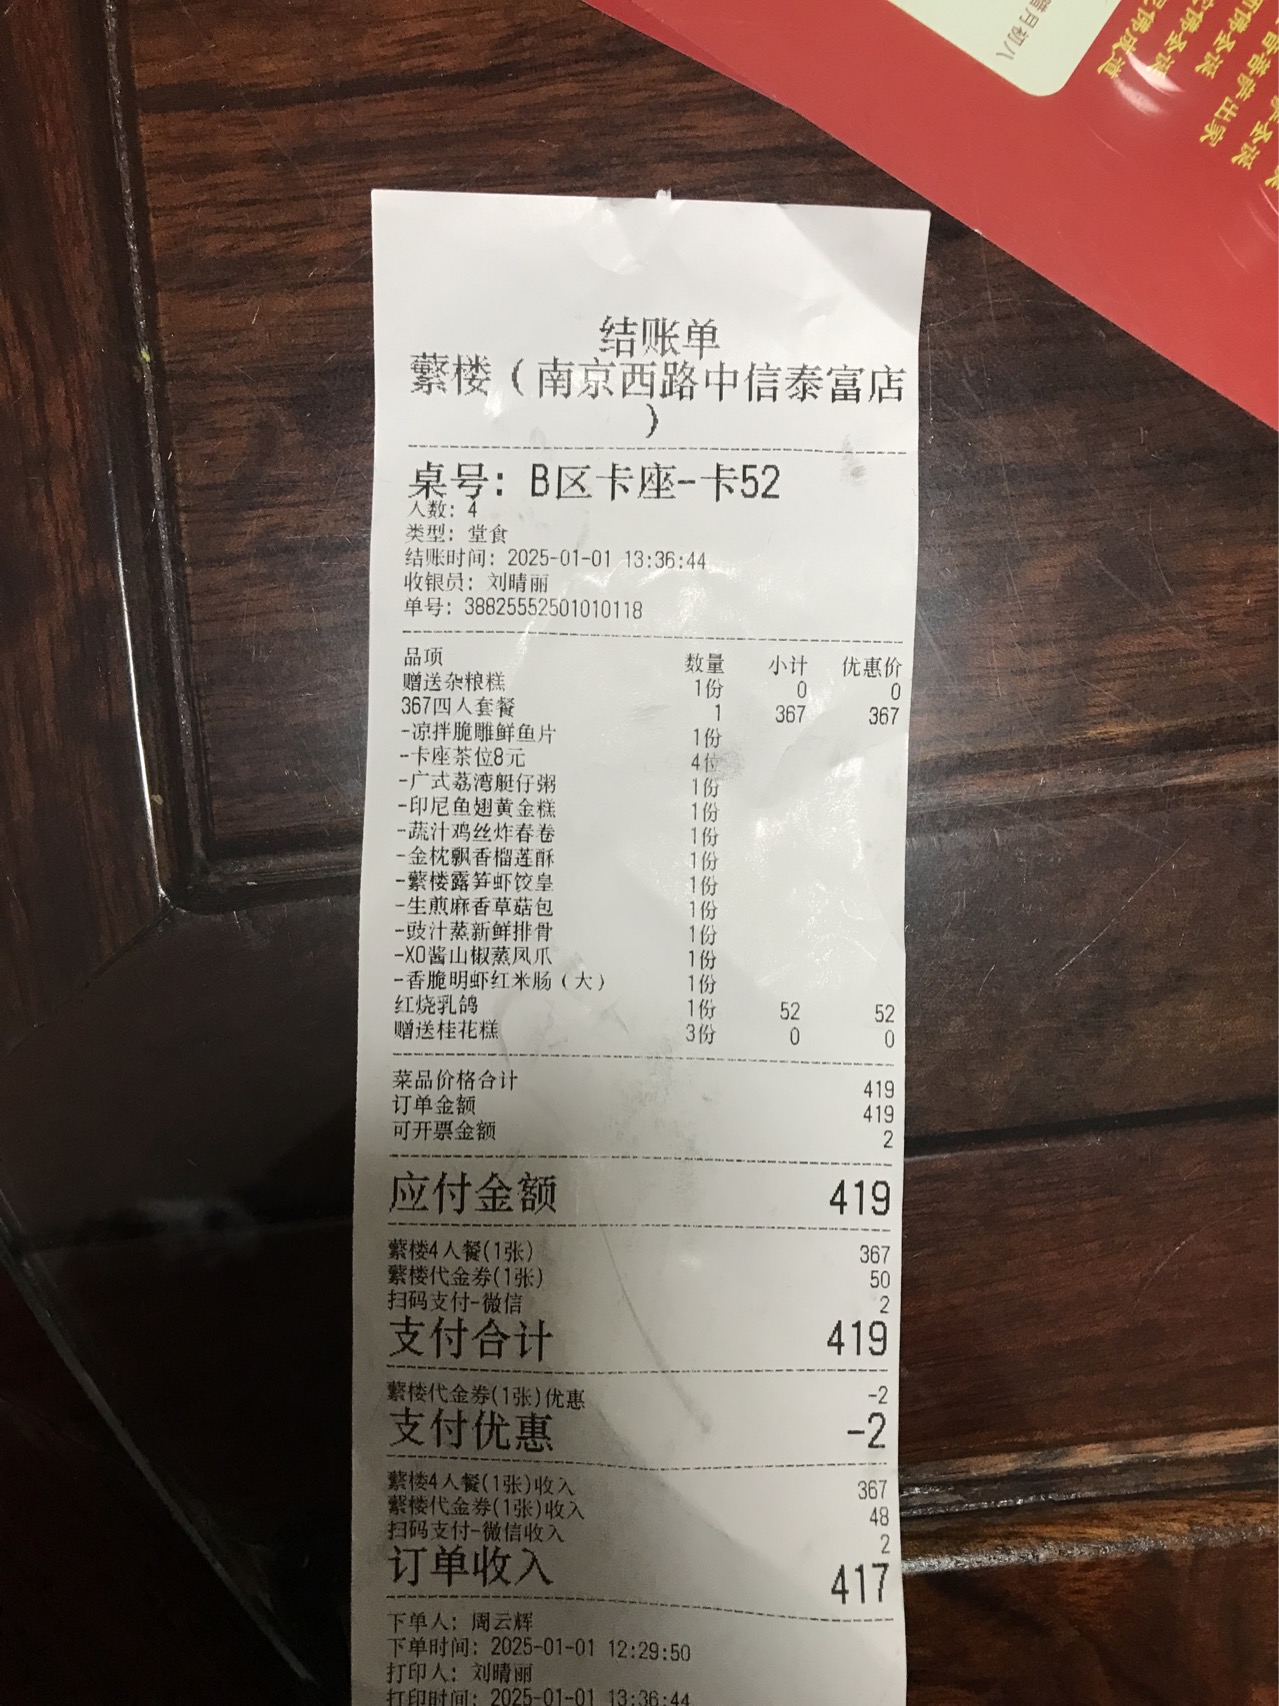 腊月初八
结账单
蘩楼（南京西路中信泰富店
）
桌号: B区卡座-卡52
人数: 4
类型: 堂食
结账时间: 2025-01-01 13:36:44
收银员: 刘晴丽
单号: 38825552501010118
品项 数量 小计 优惠价
赠送杂粮糕 1份 0 0
367四人套餐 1 367 367
-凉拌脆雕鲜鱼片 1份
-卡座茶位8元 4位
-广式荔湾艇仔粥 1份
-印尼鱼翅黄金糕 1份
-蔬汁鸡丝炸春卷 1份
-金枕飘香榴莲酥 1份
-蘩楼露笋虾饺皇 1份
-生煎麻香草菇包 1份
-豉汁蒸新鲜排骨 1份
-XO酱山椒蒸凤爪 1份
-香脆明虾红米肠（大） 1份
红烧乳鸽 1份 52 52
赠送桂花糕 3份 0 0
菜品价格合计 419
订单金额 419
可开票金额 2
应付金额 419
蘩楼4人餐(1张) 367
蘩楼代金券(1张) 50
扫码支付-微信 2
支付合计 419
蘩楼代金券(1张)优惠 -2
支付优惠 -2
蘩楼4人餐(1张)收入 367
蘩楼代金券(1张)收入 48
扫码支付-微信收入 2
订单收入 417
下单人: 周云辉
下单时间: 2025-01-01 12:29:50
打印人: 刘晴丽
打印时间: 2025-01-01 13:36:44